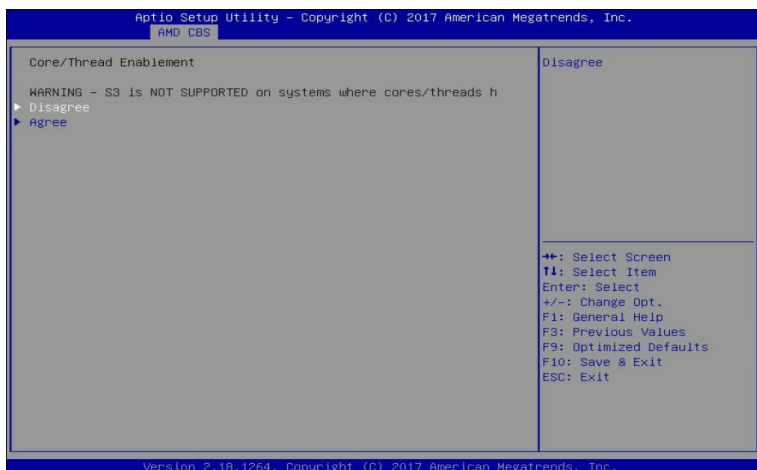 Aptio Setup Utility – Copyright (C) 2017 American Megatrends, Inc.
AMD CBS
Core/Thread Enablement
WARNING – S3 is NOT SUPPORTED on systems where cores/threads h
Disagree
Agree
Disagree
→←: Select Screen
↑↓: Select Item
Enter: Select
+/-: Change Opt.
F1: General Help
F3: Previous Values
F9: Optimized Defaults
F10: Save & Exit
ESC: Exit
Version 2.18.1264. Copyright (C) 2017 American Megatrends, Inc.